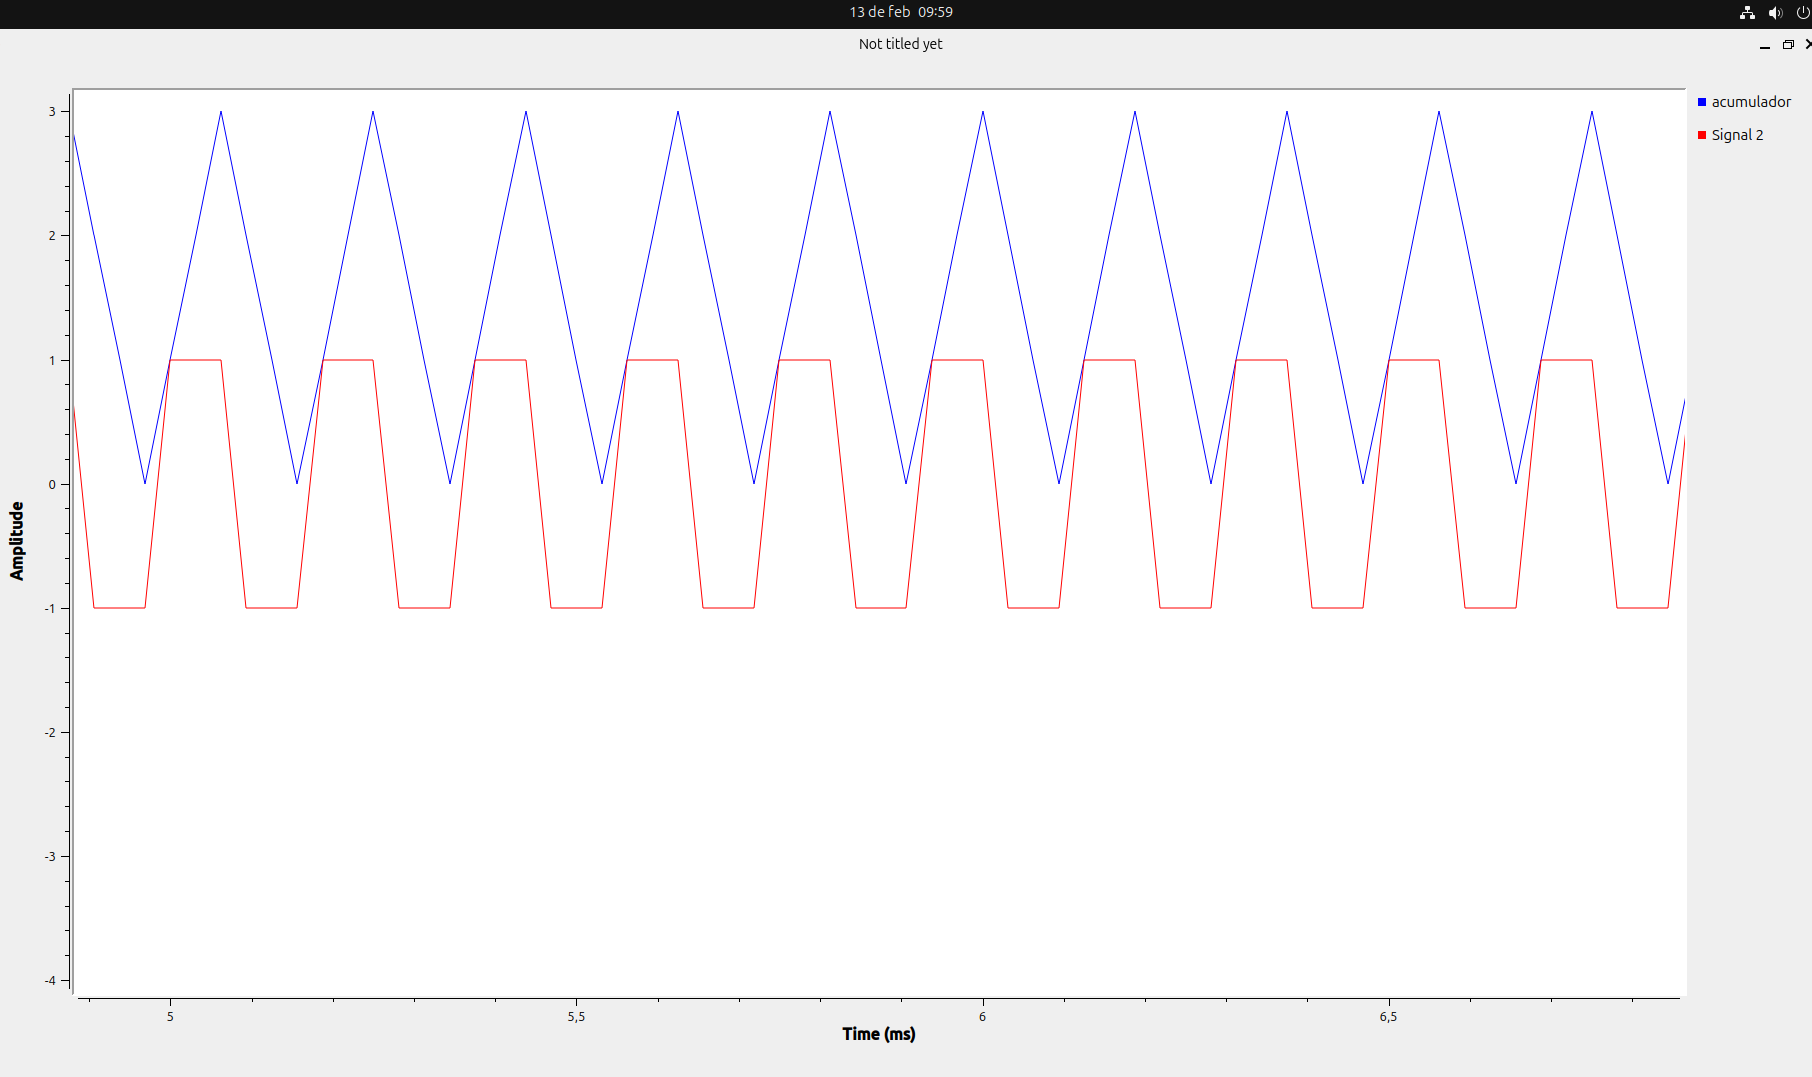 13 de feb 09:59
Not titled yet
acumulador
Signal 2
3
2
1
0
-1
-2
-3
-4
Amplitude
5
5,5
6
6,5
Time (ms)